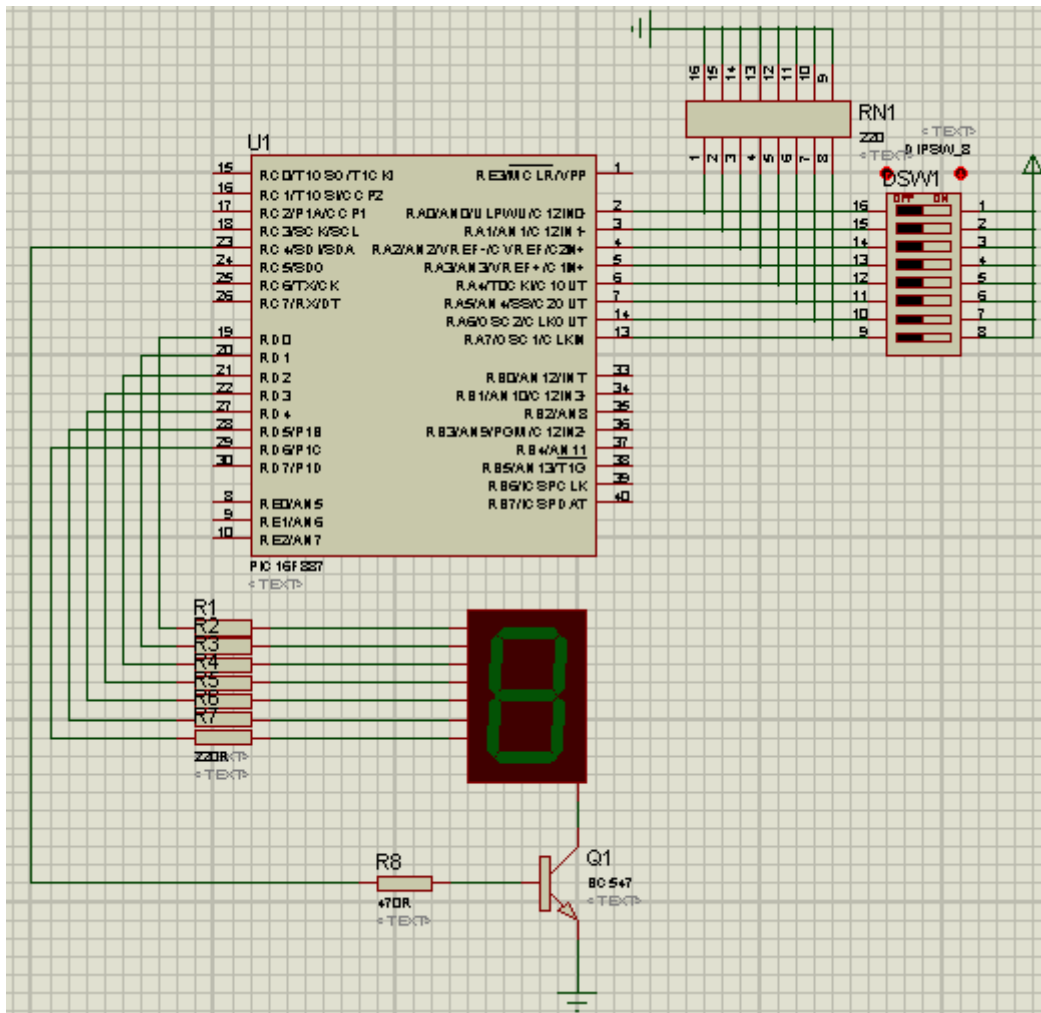 U1
15 RC0/T1OSO/T1CKI
16 RC1/T1OSI/CCP2
17 RC2/P1A/CCP1
18 RC3/SCK/SCL
23 RC4/SDI/SDA
24 RC5/SDO
25 RC6/TX/CK
26 RC7/RX/DT
19 RD0
20 RD1
21 RD2
22 RD3
27 RD4
28 RD5/P1B
29 RD6/P1C
30 RD7/P1D
8 RE0/AN5
9 RE1/AN6
10 RE2/AN7
RE3/MCLR/VPP 1
RA0/AN0/ULPWU/C12IN0- 2
RA1/AN1/C12IN1- 3
RA2/AN2/VREF-/CVREF/C2IN+ 4
RA3/AN3/VREF+/C1IN+ 5
RA4/T0CKI/C1OUT 6
RA5/AN4/SS/C2OUT 7
RA6/OSC2/CLKOUT 14
RA7/OSC1/CLKIN 13
RB0/AN12/INT 33
RB1/AN10/C12IN3- 34
RB2/AN8 35
RB3/AN9/PGM/C12IN2- 36
RB4/AN11 37
RB5/AN13/T1G 38
RB6/ICSPCLK 39
RB7/ICSPDAT 40
PIC16F887
<TEXT>
16 15 14 13 12 11 10 9
RN1
220
<TEXT>
1 2 3 4 5 6 7 8
<TEXT>
DIPSW_8
DSW1
OFF ON
16 1
15 2
14 3
13 4
12 5
11 6
10 7
9 8
R1
R2
R3
R4
R5
R6
R7
220R
<TEXT>
<TEXT>
R8
470R
<TEXT>
Q1
BC547
<TEXT>